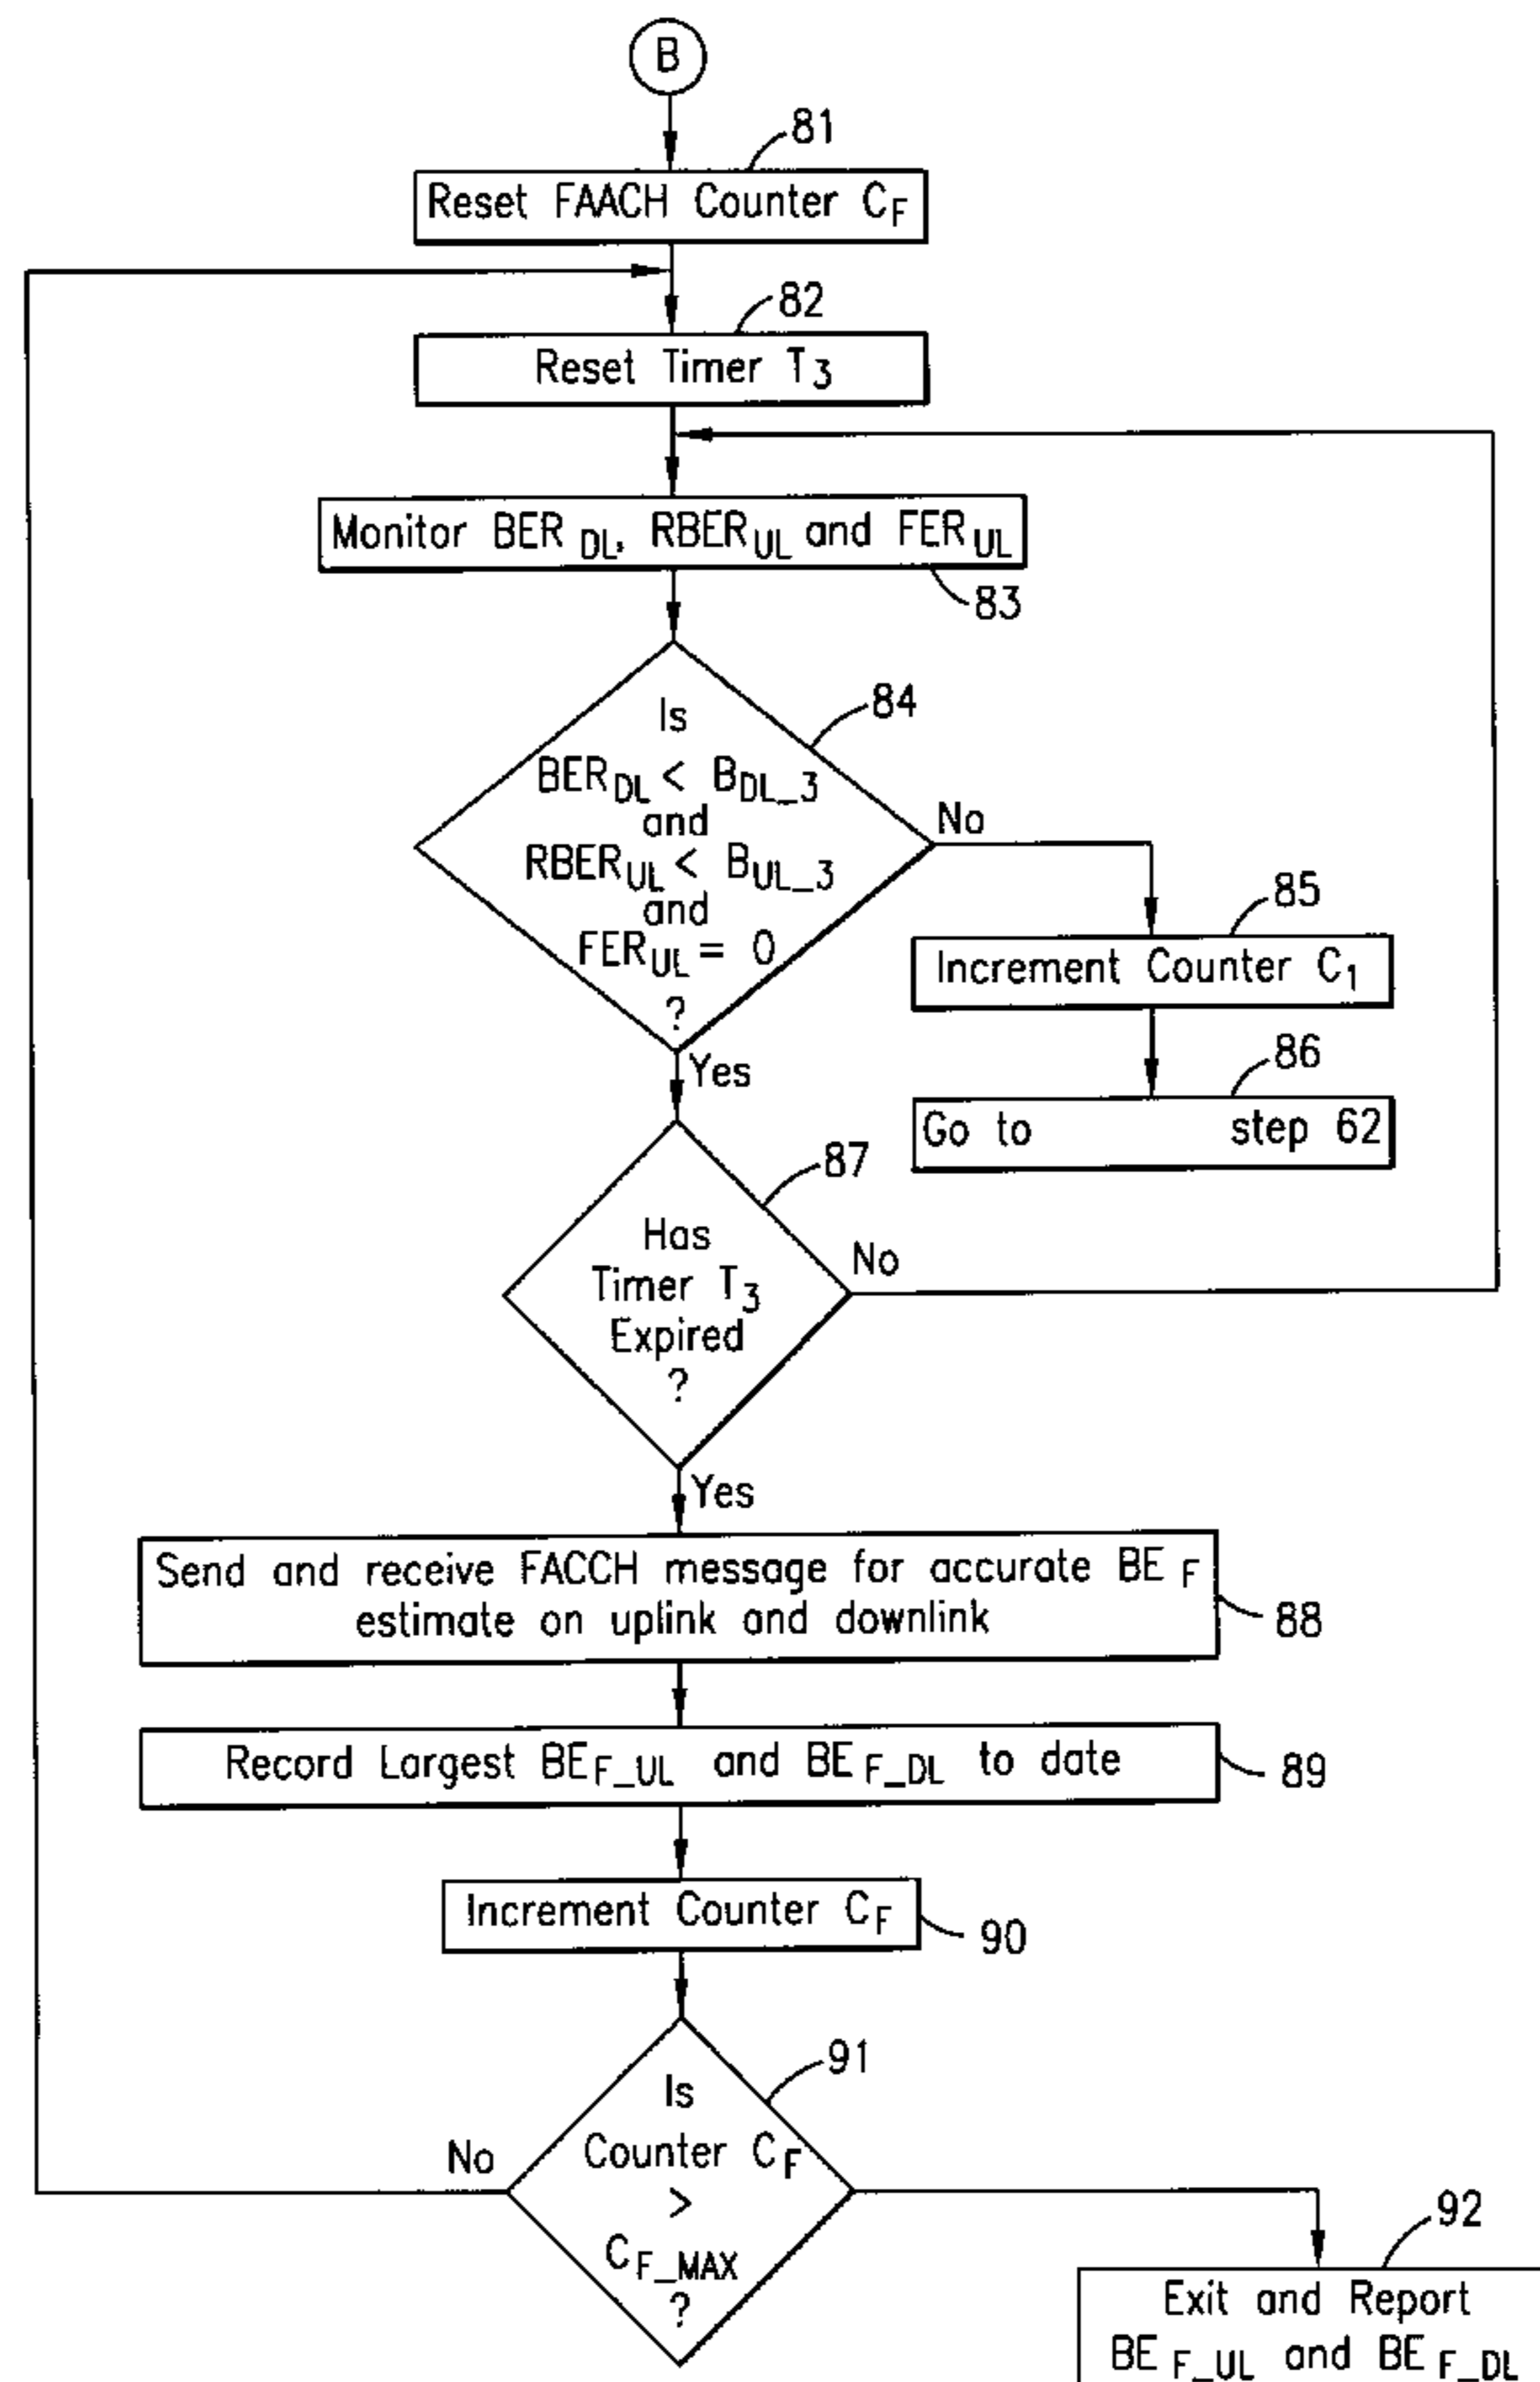 B
81
Reset FAACH Counter C_F
82
Reset Timer T_3
Monitor BER_DL, RBER_UL and FER_UL
83
84
Is
BER_DL < B_DL_3
and
RBER_UL < B_UL_3
and
FER_UL = 0
?
No
85
Increment Counter C_1
86
Go to step 62
Yes
87
Has
Timer T_3
Expired
?
No
Yes
Send and receive FACCH message for accurate BE_F
estimate on uplink and downlink
88
Record Largest BE_F_UL and BE_F_DL to date
89
Increment Counter C_F
90
91
Is
Counter C_F
>
C_F_MAX
?
No
92
Exit and Report
BE_F_UL and BE_F_DL